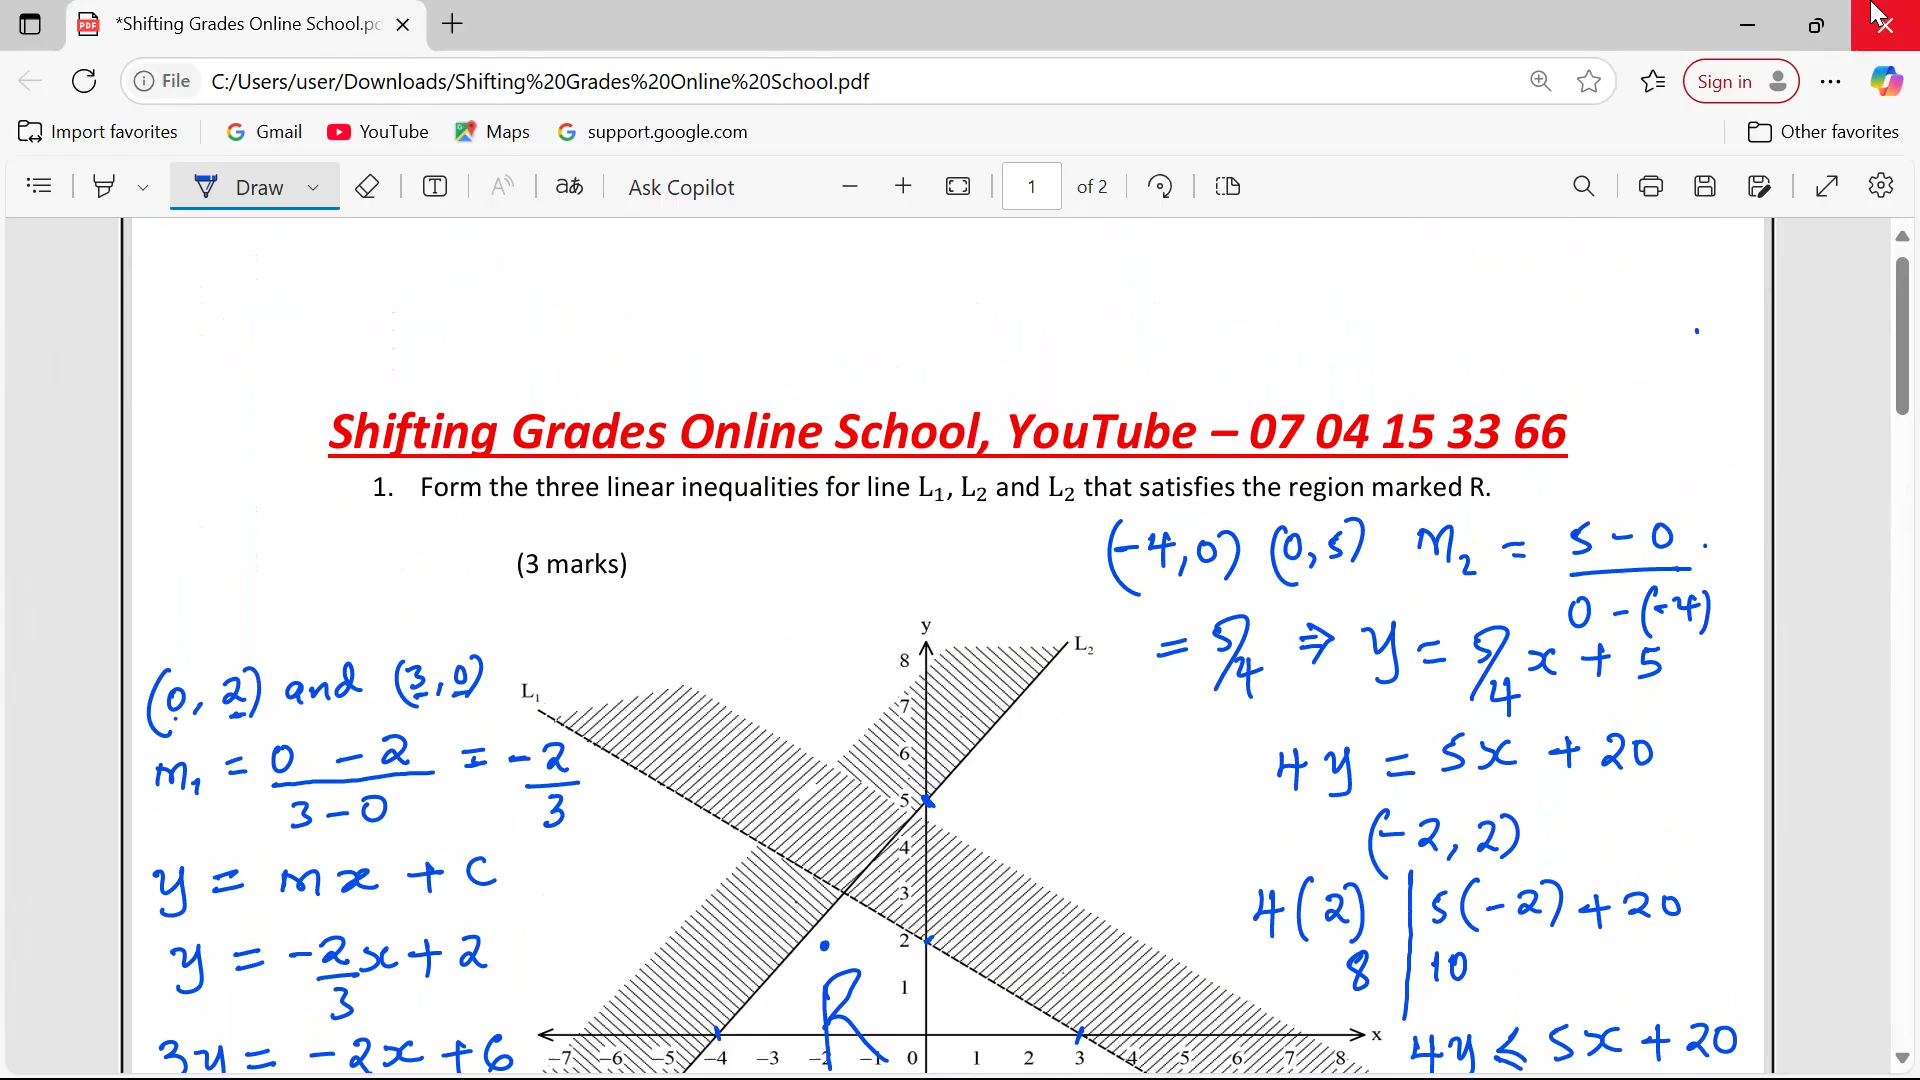 *Shifting Grades Online School.pd
File C:/Users/user/Downloads/Shifting%20Grades%20Online%20School.pdf
Sign in
Import favorites Gmail YouTube Maps support.google.com Other favorites
Draw Ask Copilot 1 of 2
Shifting Grades Online School, YouTube – 07 04 15 33 66
1. Form the three linear inequalities for line L₁, L₂ and L₂ that satisfies the region marked R.
(3 marks)
(-4,0) (0,5) m₂ = 5 - 0 / 0 - (-4)
= 5/4 ⇒ y = 5/4 x + 5
4y = 5x + 20
(-2, 2)
4(2) | 5(-2) + 20
8 | 10
4y ≤ 5x + 20
(0, 2) and (3, 0)
m₁ = 0 - 2 / 3 - 0 = -2/3
y = mx + c
y = -2/3 x + 2
3y = -2x + 6
y
L₂
L₁
8
7
6
5
4
3
2
1
R
x
-7 -6 -5 -4 -3 -2 -1 0 1 2 3 4 5 6 7 8